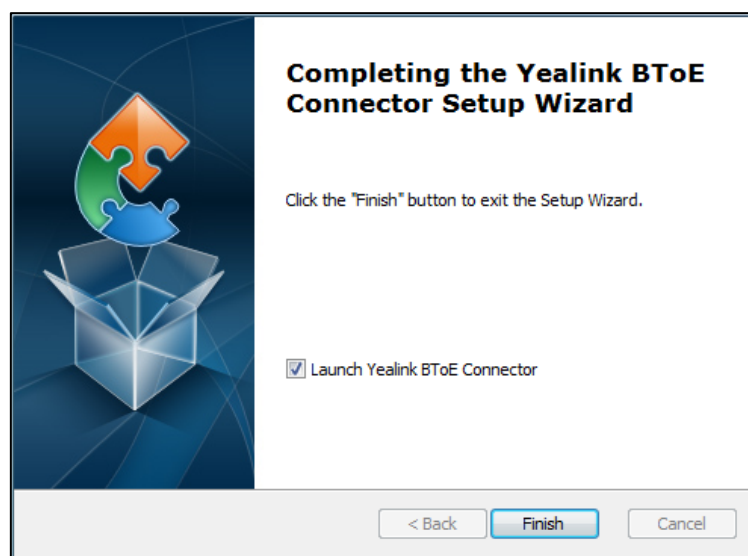 Completing the Yealink BToE
Connector Setup Wizard
Click the "Finish" button to exit the Setup Wizard.
Launch Yealink BToE Connector
< Back Finish Cancel